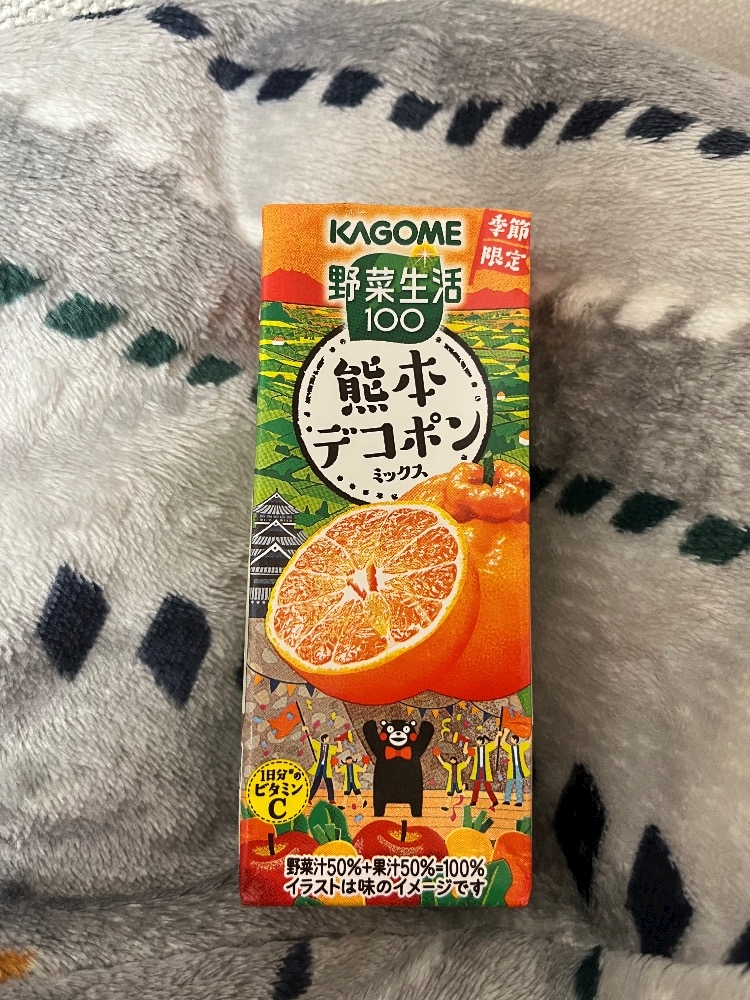 KAGOME
季節
限定
野菜生活
100
熊本
デコポン
ミックス
1日分※の
ビタミン
C
野菜汁50%+果汁50%=100%
イラストは味のイメージです